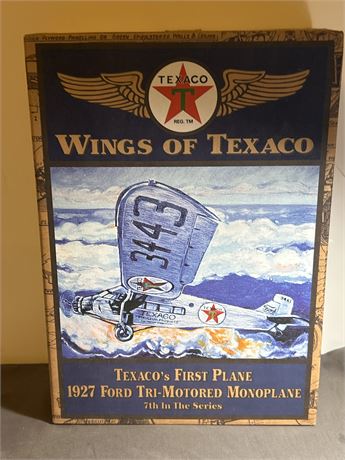 TEXACO
T
REG. TM
WINGS OF TEXACO
3443
TEXACO
TEXACO'S FIRST PLANE
1927 FORD TRI-MOTORED MONOPLANE
7th In The Series